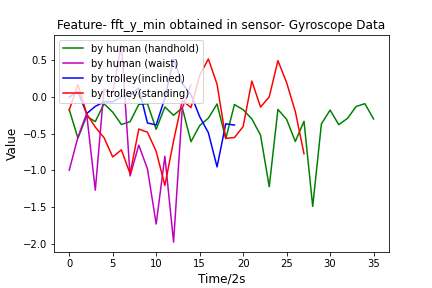 Feature- fft_y_min obtained in sensor- Gyroscope Data
by human (handhold)
by human (waist)
by trolley(inclined)
by trolley(standing)
Value
0.5
0.0
−0.5
−1.0
−1.5
−2.0
0 5 10 15 20 25 30 35
Time/2s